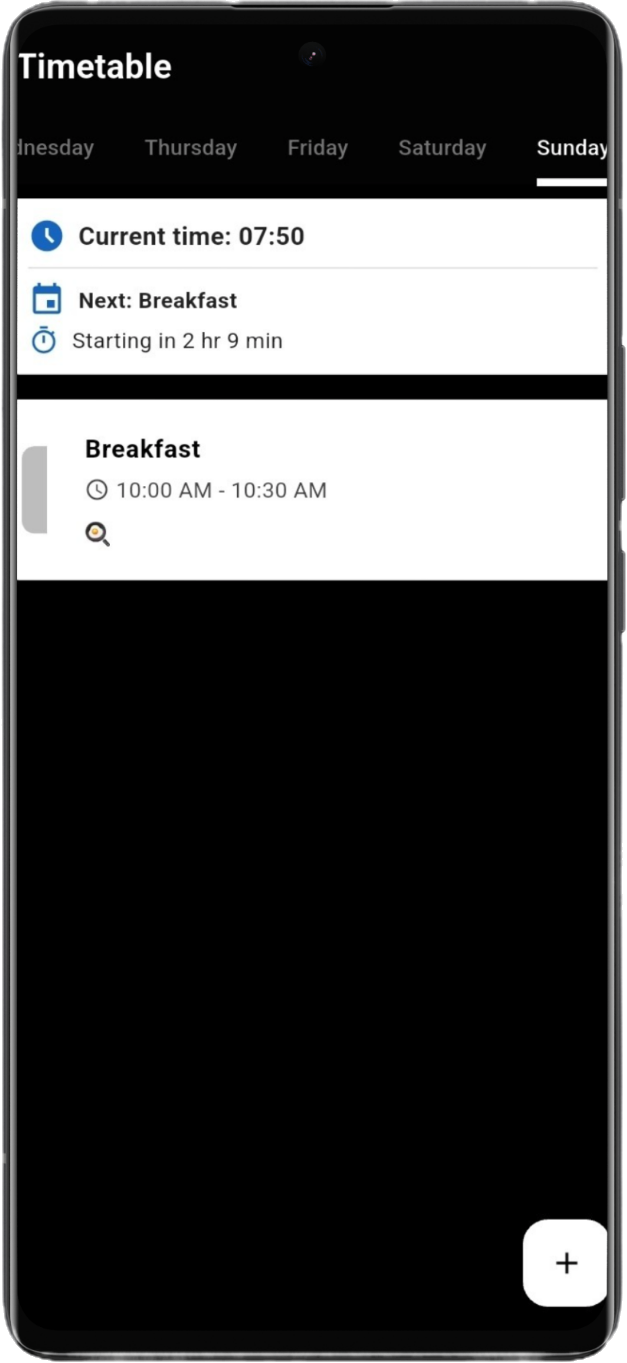 Timetable
dnesday Thursday Friday Saturday Sunday
Current time: 07:50
Next: Breakfast
Starting in 2 hr 9 min
Breakfast
10:00 AM - 10:30 AM
+